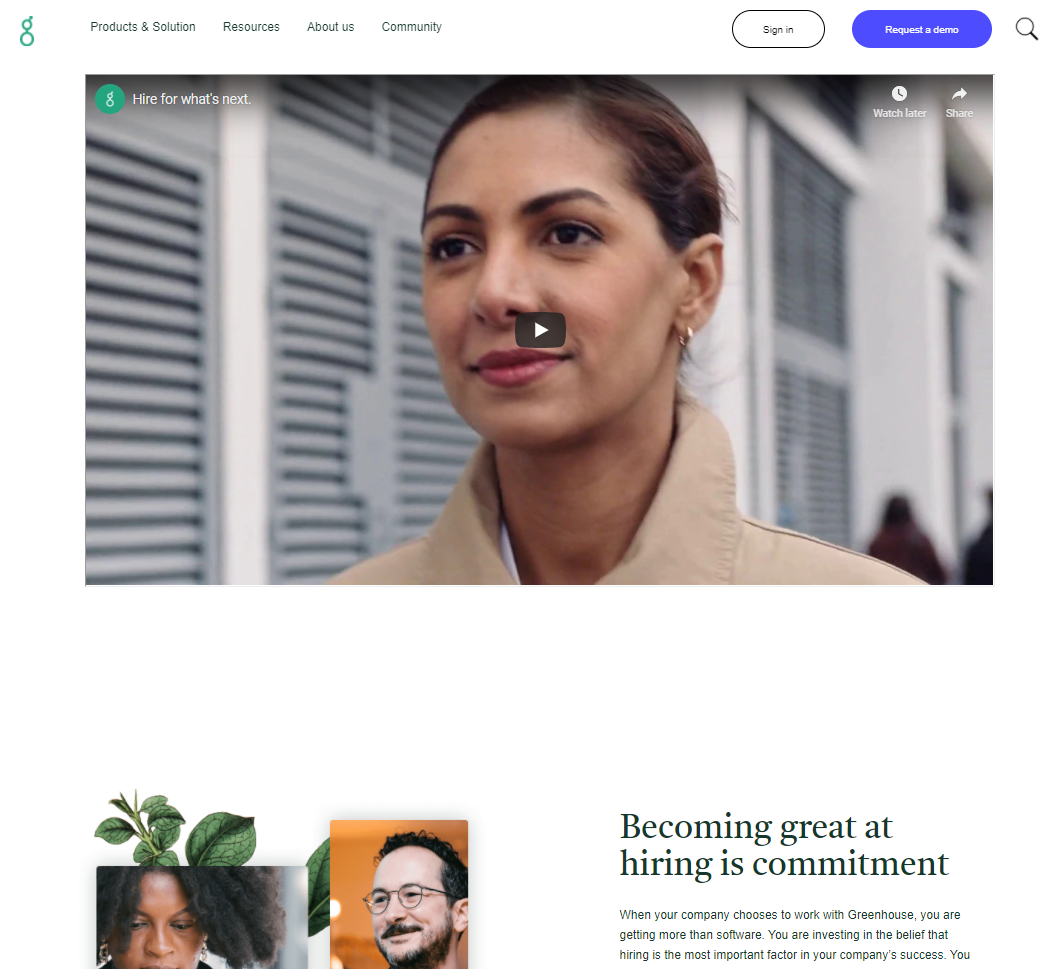 Products & Solution Resources About us Community Sign in Request a demo
Hire for what's next.
Watch later Share
Becoming great at
hiring is commitment
When your company chooses to work with Greenhouse, you are
getting more than software. You are investing in the belief that
hiring is the most important factor in your company's success. You